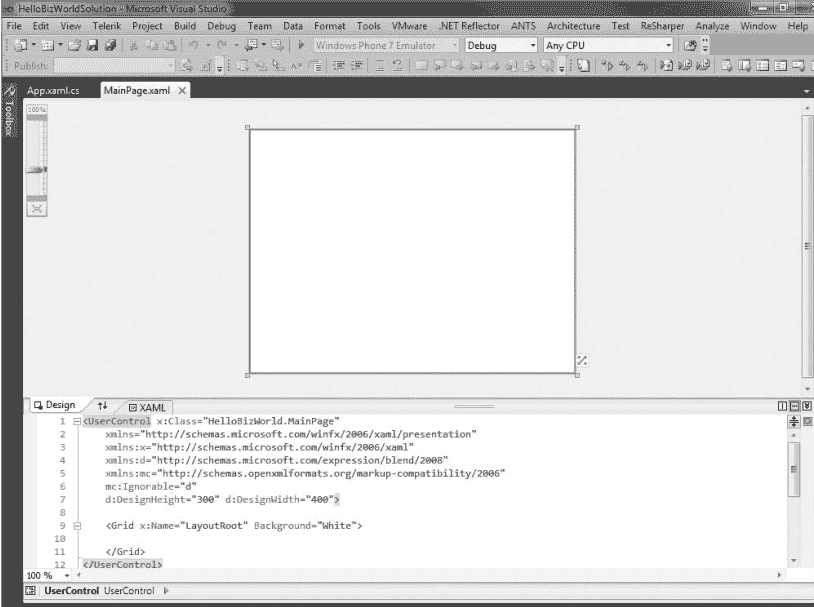 HelloBizWorldSolution - Microsoft Visual Studio
File Edit View Telerik Project Build Debug Team Data Format Tools VMware .NET Reflector ANTS Architecture Test ReSharper Analyze Window Help
Windows Phone 7 Emulator Debug Any CPU
Publish:
Toolbox
App.xaml.cs MainPage.xaml
100%
Design XAML
1 <UserControl x:Class="HelloBizWorld.MainPage"
2 xmlns="http://schemas.microsoft.com/winfx/2006/xaml/presentation"
3 xmlns:x="http://schemas.microsoft.com/winfx/2006/xaml"
4 xmlns:d="http://schemas.microsoft.com/expression/blend/2008"
5 xmlns:mc="http://schemas.openxmlformats.org/markup-compatibility/2006"
6 mc:Ignorable="d"
7 d:DesignHeight="300" d:DesignWidth="400">
8
9 <Grid x:Name="LayoutRoot" Background="White">
10
11 </Grid>
12 </UserControl>
100 %
UserControl UserControl